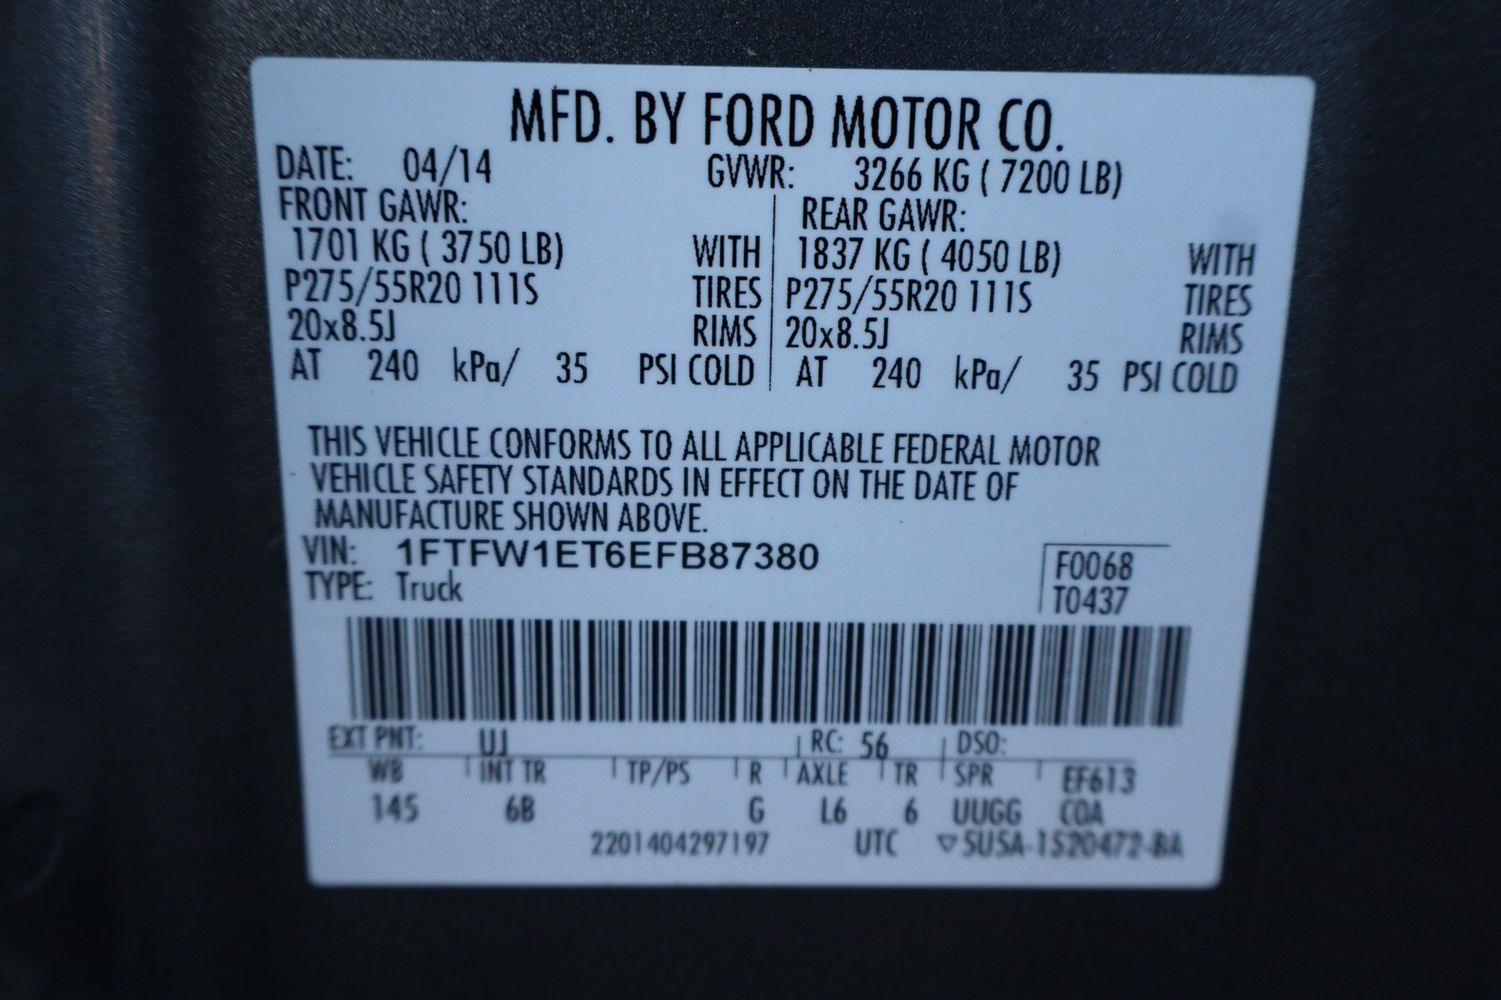 MFD. BY FORD MOTOR CO.
DATE: 04/14 GVWR: 3266 KG ( 7200 LB)
FRONT GAWR: REAR GAWR:
1701 KG ( 3750 LB) WITH 1837 KG ( 4050 LB) WITH
P275/55R20 111S TIRES P275/55R20 111S TIRES
20x8.5J RIMS 20x8.5J RIMS
AT 240 kPa/ 35 PSI COLD AT 240 kPa/ 35 PSI COLD
THIS VEHICLE CONFORMS TO ALL APPLICABLE FEDERAL MOTOR
VEHICLE SAFETY STANDARDS IN EFFECT ON THE DATE OF
MANUFACTURE SHOWN ABOVE.
VIN: 1FTFW1ET6EFB87380
TYPE: Truck
F0068
T0437
EXT PNT: UJ RC: 56 DSO:
WB INT TR TP/PS R AXLE TR SPR EF613
145 6B G L6 6 UUGG COA
2201404297197 UTC ▽5U5A-1520472-BA